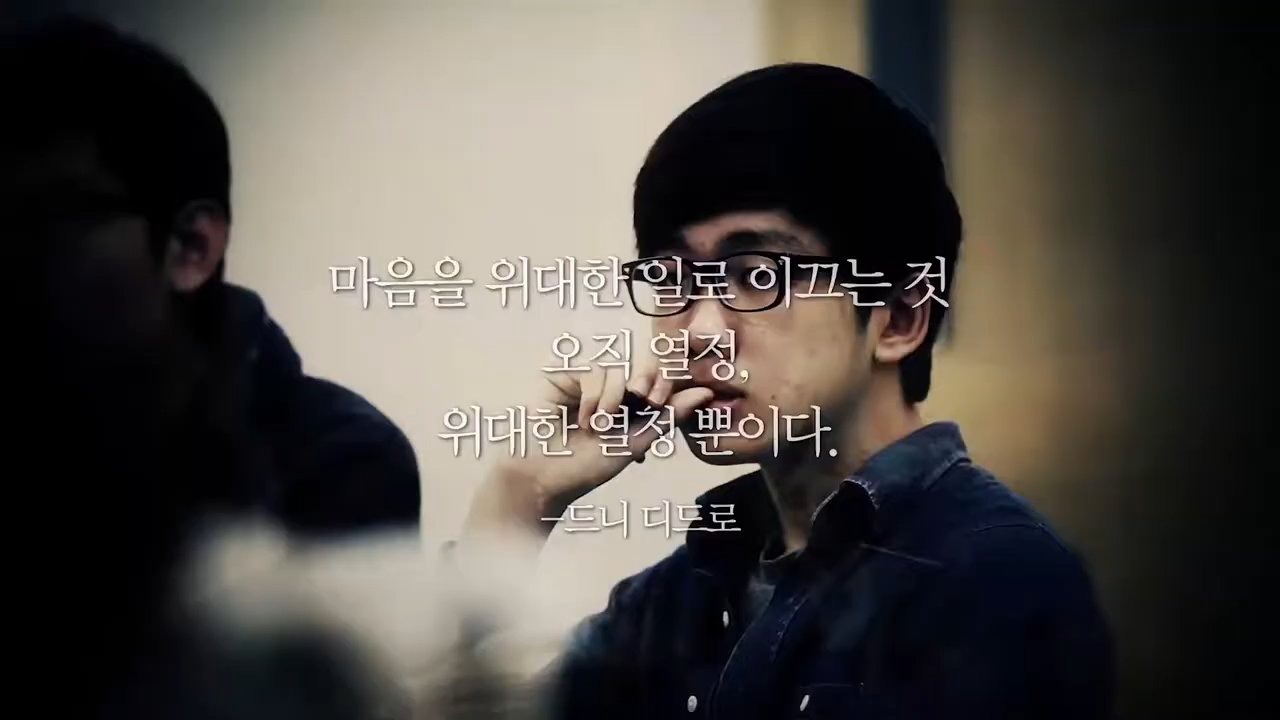 마음을 위대한 일로 이끄는 것
오직 열정,
위대한 열정 뿐이다.
-드니 디드로